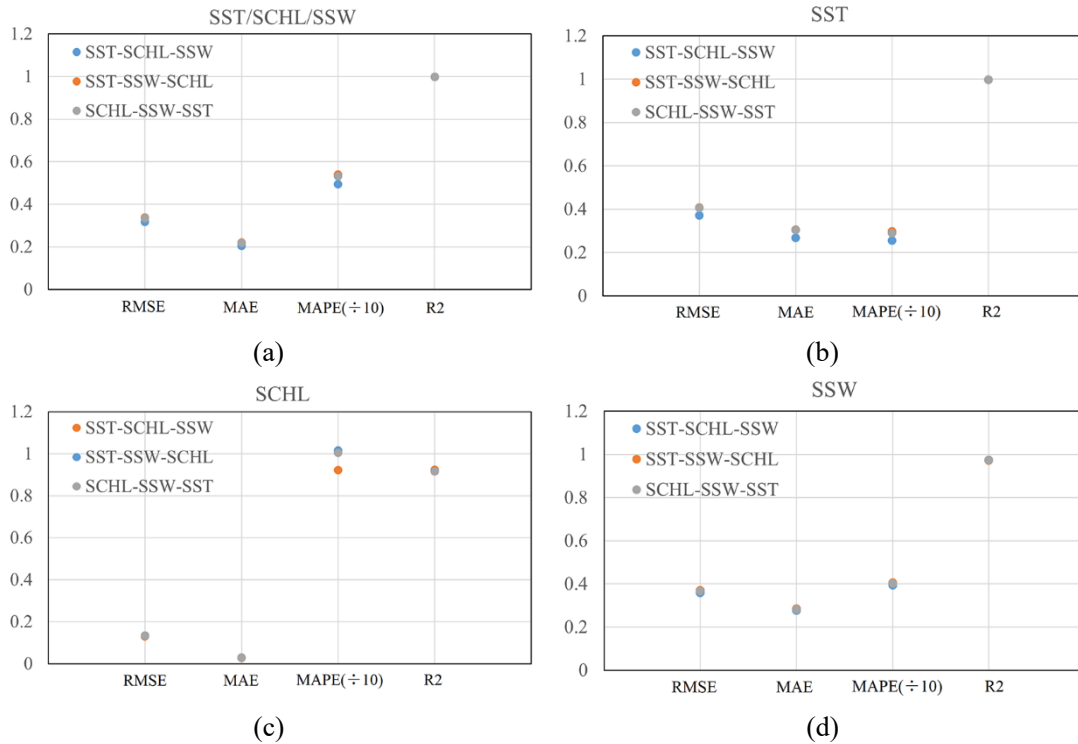 SST/SCHL/SSW
1.2
1
0.8
0.6
0.4
0.2
0
SST-SCHL-SSW
SST-SSW-SCHL
SCHL-SSW-SST
RMSE MAE MAPE(÷10) R2
(a)
SST
1.2
1
0.8
0.6
0.4
0.2
0
SST-SCHL-SSW
SST-SSW-SCHL
SCHL-SSW-SST
RMSE MAE MAPE(÷10) R2
(b)
SCHL
1.2
1
0.8
0.6
0.4
0.2
0
SST-SCHL-SSW
SST-SSW-SCHL
SCHL-SSW-SST
RMSE MAE MAPE(÷10) R2
(c)
SSW
1.2
1
0.8
0.6
0.4
0.2
0
SST-SCHL-SSW
SST-SSW-SCHL
SCHL-SSW-SST
RMSE MAE MAPE(÷10) R2
(d)